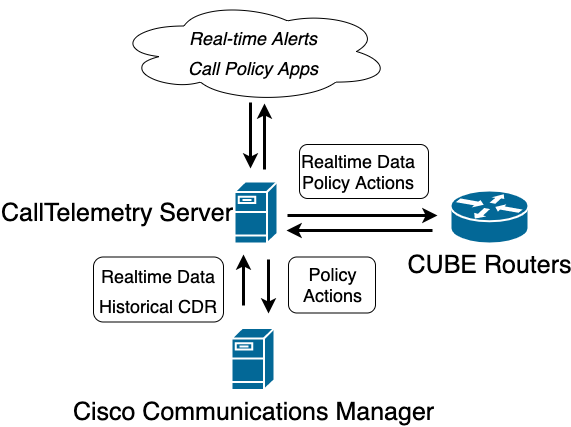 Real-time Alerts
Call Policy Apps
Realtime Data
Policy Actions
CallTelemetry Server
CUBE Routers
Realtime Data
Historical CDR
Policy
Actions
Cisco Communications Manager